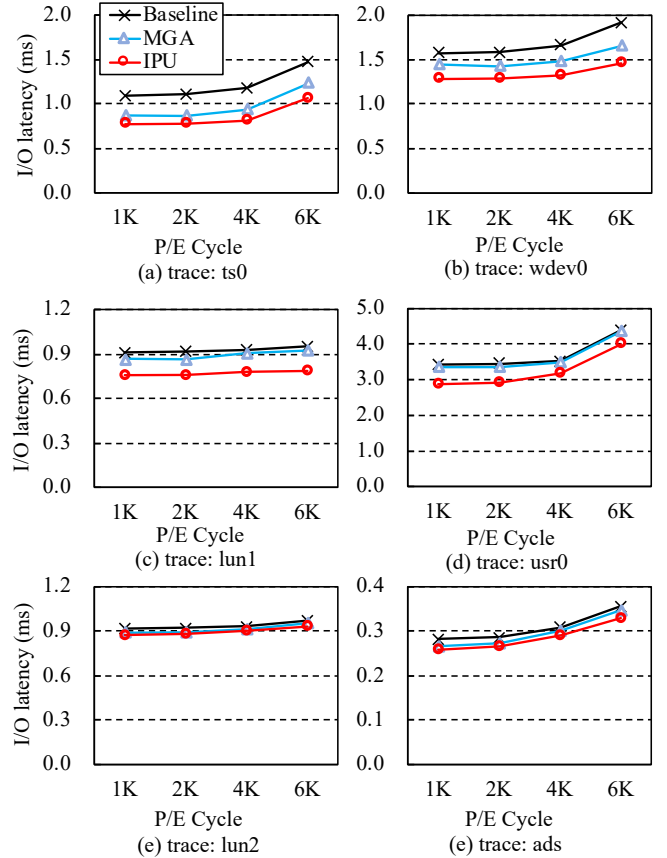 2.0
1.5
1.0
0.5
0.0
I/O latency (ms)
Baseline
MGA
IPU
1K 2K 4K 6K
P/E Cycle
(a) trace: ts0
2.0
1.5
1.0
0.5
0.0
1K 2K 4K 6K
P/E Cycle
(b) trace: wdev0
1.2
0.9
0.6
0.3
0.0
I/O latency (ms)
1K 2K 4K 6K
P/E Cycle
(c) trace: lun1
5.0
4.0
3.0
2.0
1.0
0.0
1K 2K 4K 6K
P/E Cycle
(d) trace: usr0
1.2
0.9
0.6
0.3
0.0
I/O latency (ms)
1K 2K 4K 6K
P/E Cycle
(e) trace: lun2
0.4
0.3
0.2
0.1
0.0
1K 2K 4K 6K
P/E Cycle
(e) trace: ads